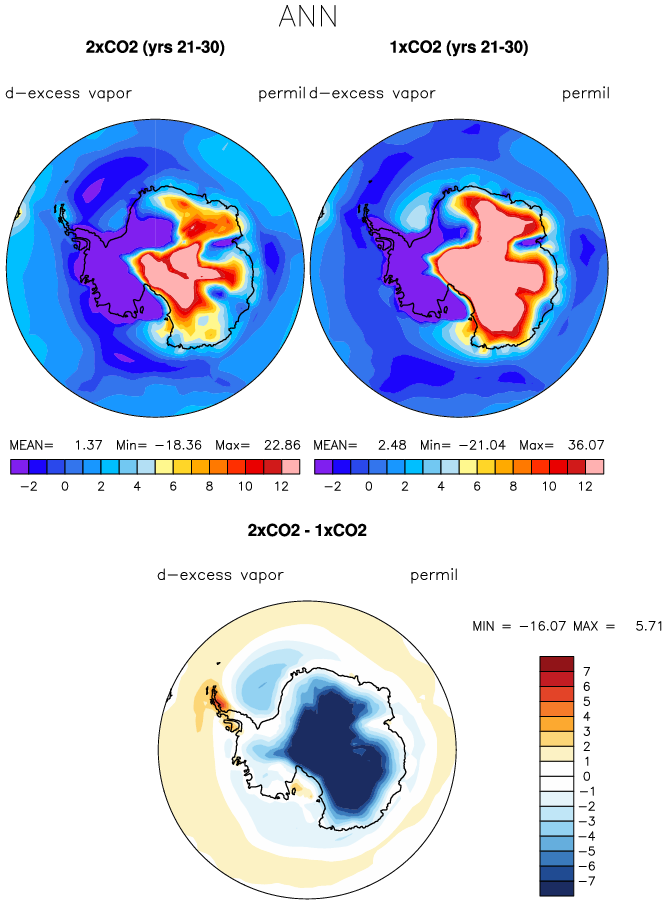 ANN
2xCO2 (yrs 21-30) 1xCO2 (yrs 21-30)
d-excess vapor permil d-excess vapor permil
MEAN= 1.37 Min= -18.36 Max= 22.86 MEAN= 2.48 Min= -21.04 Max= 36.07
-2 0 2 4 6 8 10 12 -2 0 2 4 6 8 10 12
2xCO2 - 1xCO2
d-excess vapor permil
MIN = -16.07 MAX = 5.71
7
6
5
4
3
2
1
0
-1
-2
-3
-4
-5
-6
-7